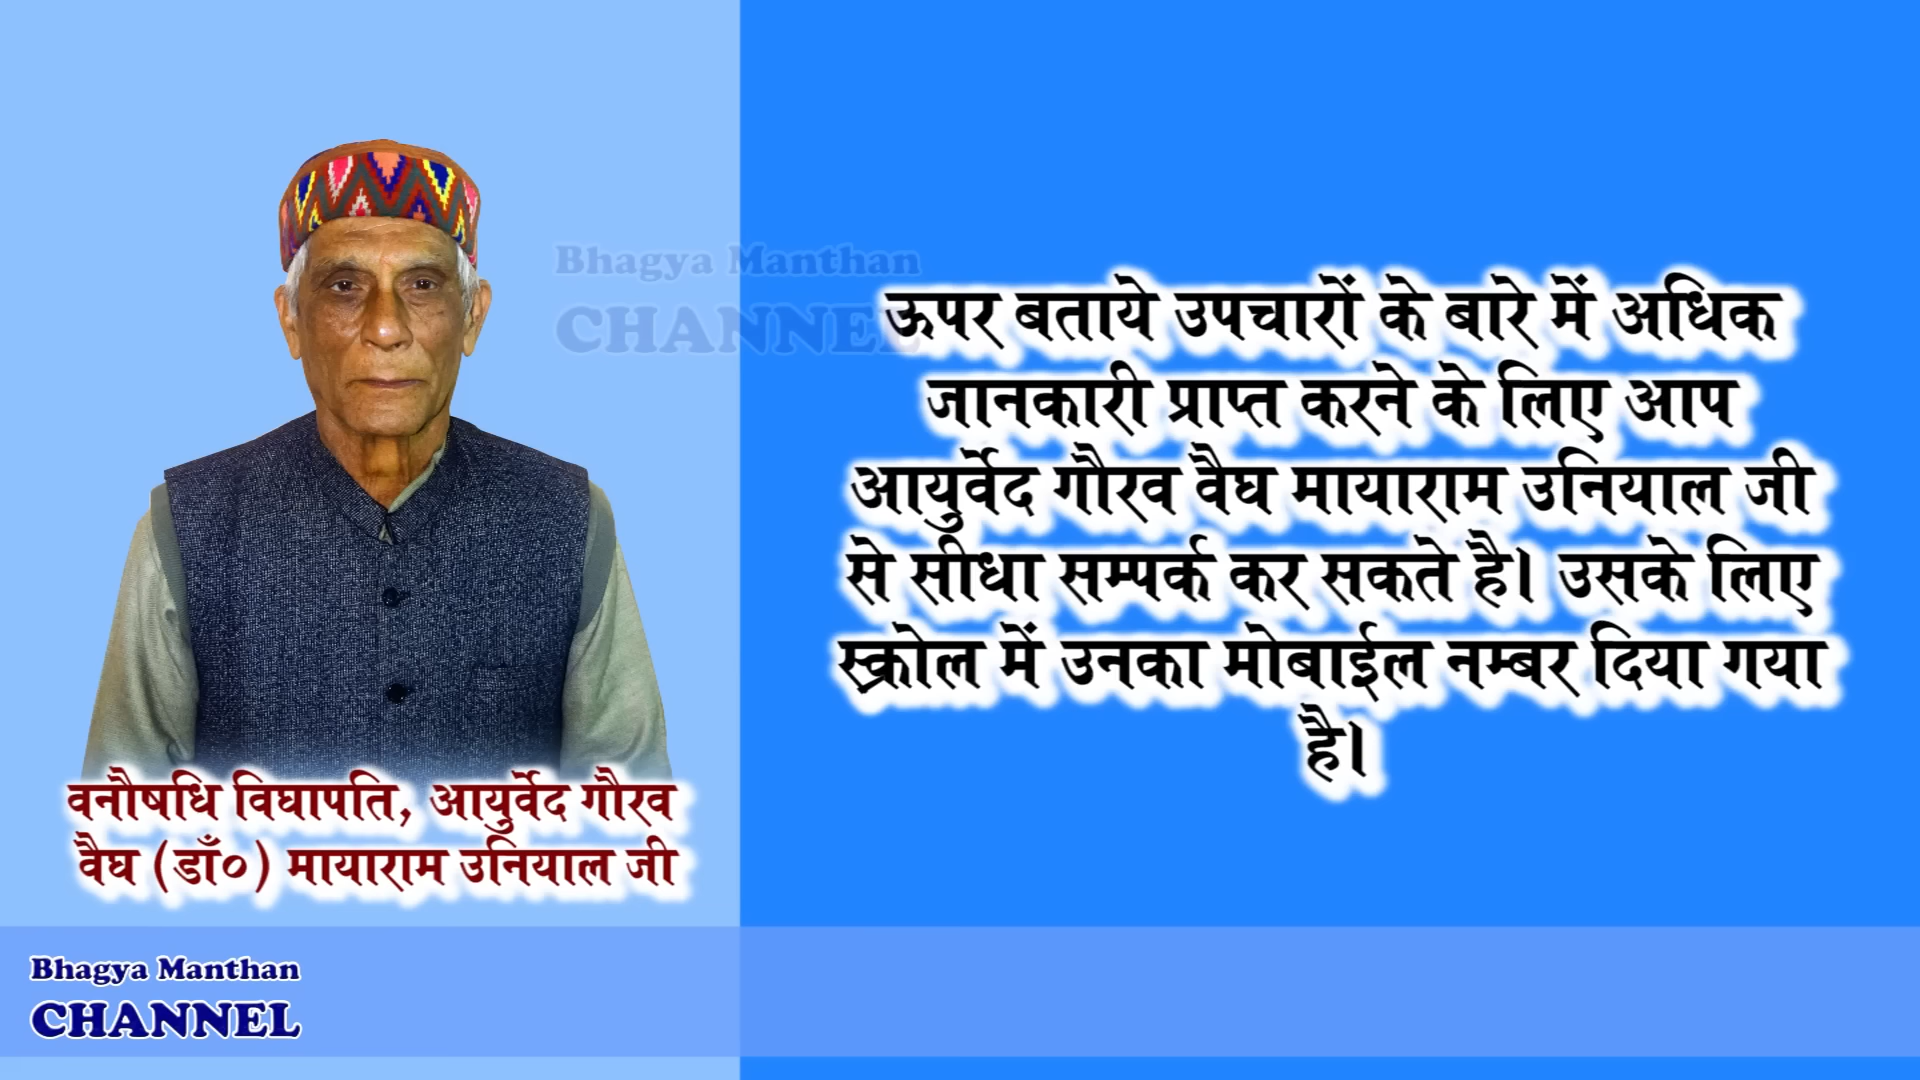 Bhagya Manthan
CHANNEL
ऊपर बताये उपचारों के बारे में अधिक
जानकारी प्राप्त करने के लिए आप
आयुर्वेद गौरव वैघ मायाराम उनियाल जी
से सीधा सम्पर्क कर सकते है। उसके लिए
स्क्रोल में उनका मोबाईल नम्बर दिया गया
है।
वनौषधि विघापति, आयुर्वेद गौरव
वैघ (डाँ०) मायाराम उनियाल जी
Bhagya Manthan
CHANNEL